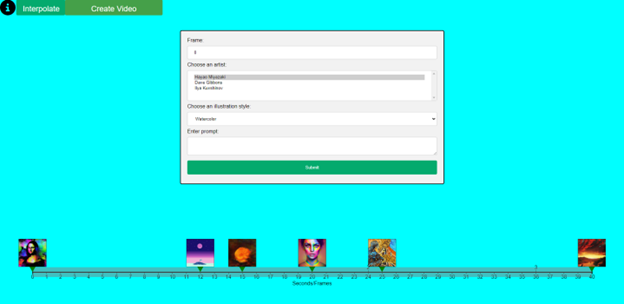 i
Interpolate
Create Video
Frame:
Choose an artist:
Hayao Miyazaki
Dave Gibbons
Choose an illustration style:
Watercolor
Enter prompt:
Submit
0 1 2 3 4 5 6 7 8 9 10 11 12 13 14 15 16 17 18 19 20 21 22 23 24 25 26 27 28 29 30 31 32 33 34 35 36 37 38 39 40
Seconds/Frames